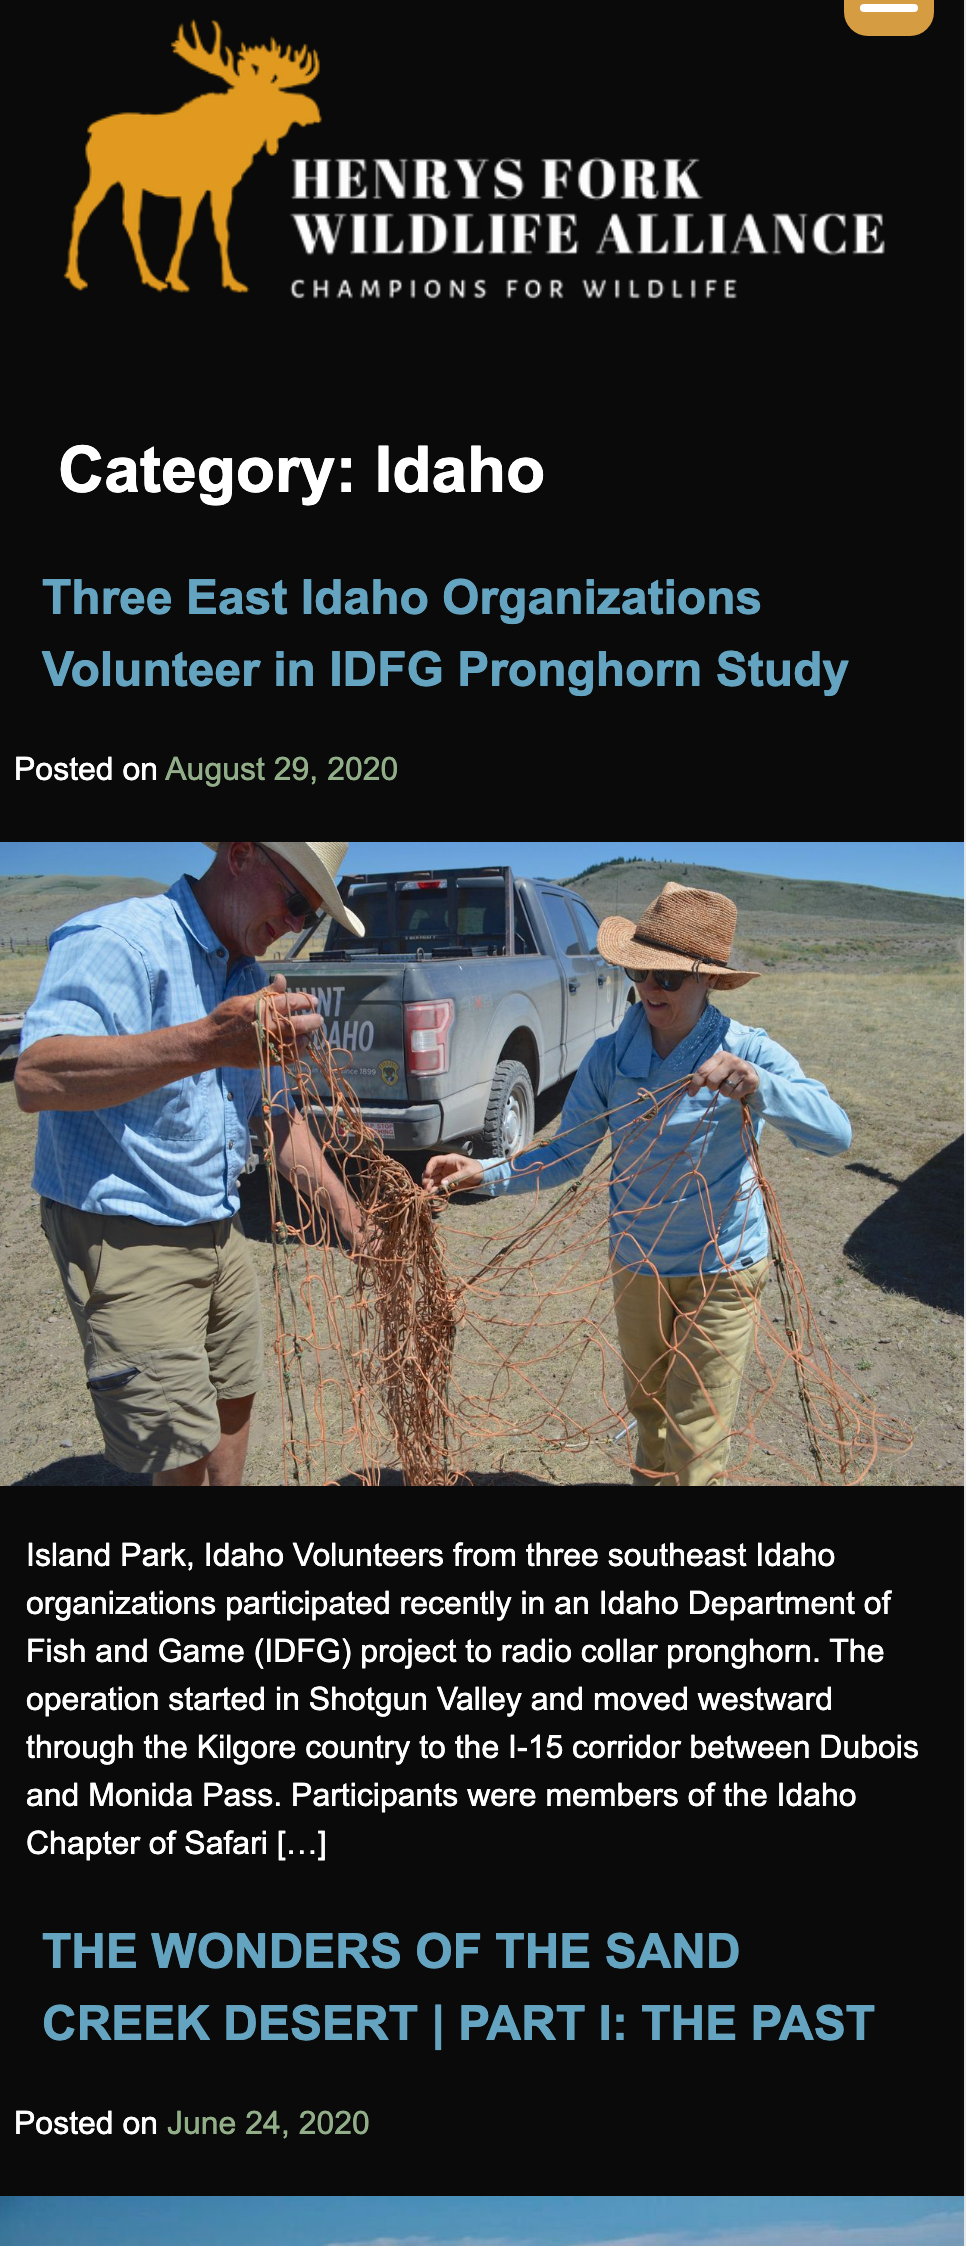 HENRYS FORK
WILDLIFE ALLIANCE
CHAMPIONS FOR WILDLIFE
Category: Idaho
Three East Idaho Organizations
Volunteer in IDFG Pronghorn Study
Posted on August 29, 2020
HUNT
IDAHO
Since 1899
Island Park, Idaho Volunteers from three southeast Idaho
organizations participated recently in an Idaho Department of
Fish and Game (IDFG) project to radio collar pronghorn. The
operation started in Shotgun Valley and moved westward
through the Kilgore country to the I-15 corridor between Dubois
and Monida Pass. Participants were members of the Idaho
Chapter of Safari […]
THE WONDERS OF THE SAND
CREEK DESERT | PART I: THE PAST
Posted on June 24, 2020